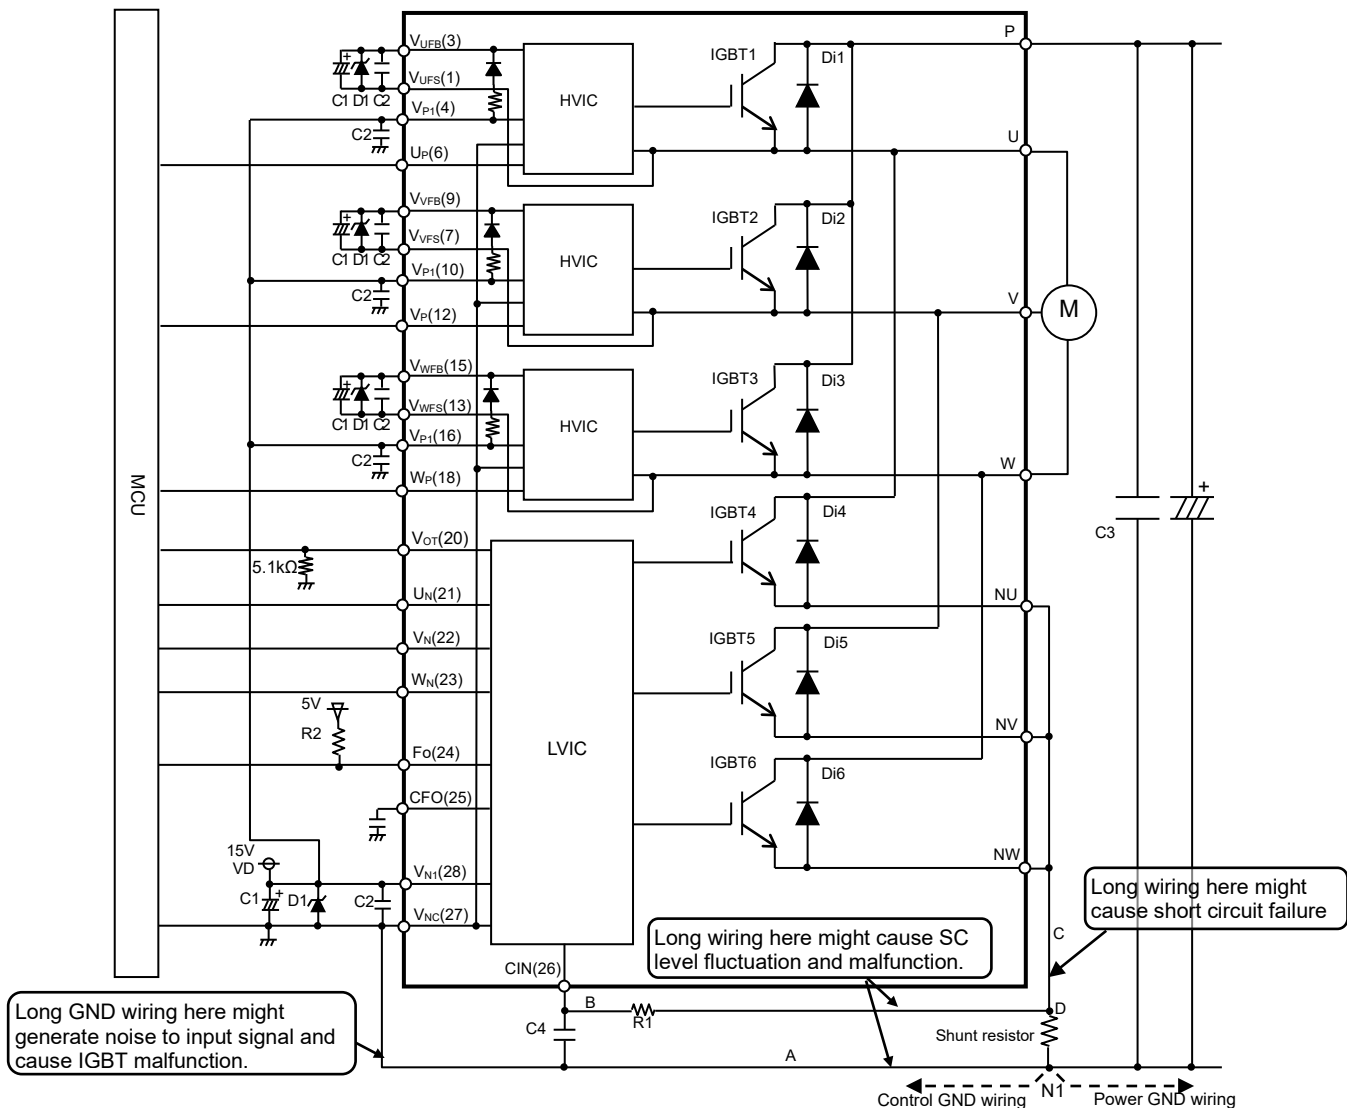 P
VUFB(3)
IGBT1
Di1
VUFS(1)
C1 D1 C2
HVIC
VP1(4)
C2
U
UP(6)
VVFB(9)
IGBT2
Di2
VVFS(7)
C1 D1 C2
HVIC
VP1(10)
C2
V
M
VP(12)
VWFB(15)
IGBT3
Di3
VWFS(13)
C1 D1 C2
HVIC
VP1(16)
C2
W
WP(18)
MCU
+
IGBT4
Di4
C3
VOT(20)
5.1kΩ
UN(21)
NU
VN(22)
IGBT5
Di5
WN(23)
5V
R2
NV
LVIC
Fo(24)
IGBT6
Di6
CFO(25)
15V
VD
NW
VN1(28)
C1
+
D1
C2
VNC(27)
Long wiring here might
cause short circuit failure
C
Long wiring here might cause SC
level fluctuation and malfunction.
CIN(26)
B
R1
D
C4
Shunt resistor
Long GND wiring here might
generate noise to input signal and
cause IGBT malfunction.
A
N1
Control GND wiring
Power GND wiring